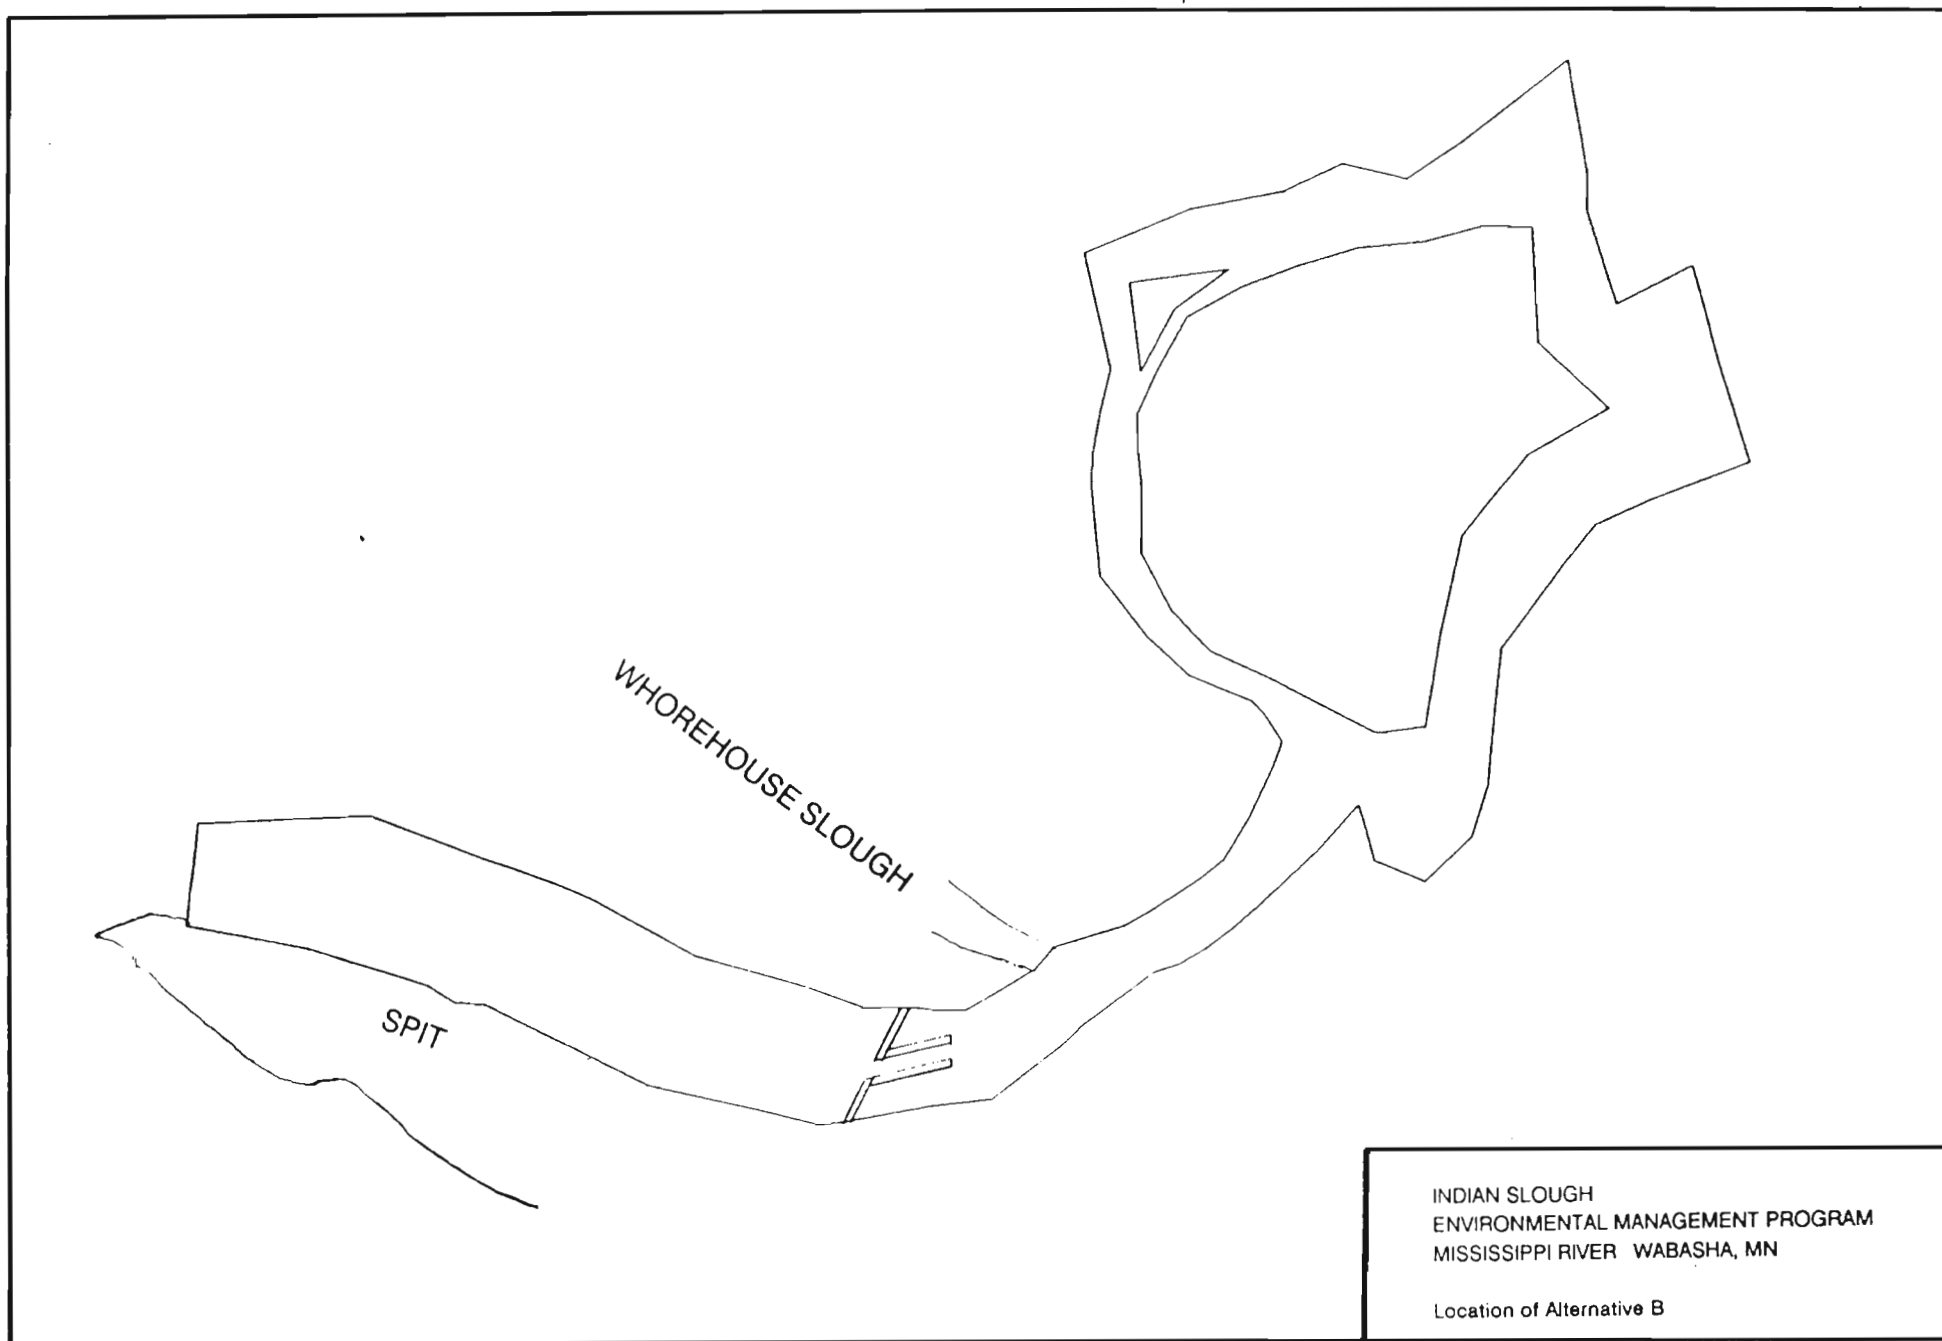 WHOREHOUSE SLOUGH
SPIT
INDIAN SLOUGH
ENVIRONMENTAL MANAGEMENT PROGRAM
MISSISSIPPI RIVER WABASHA, MN
Location of Alternative B